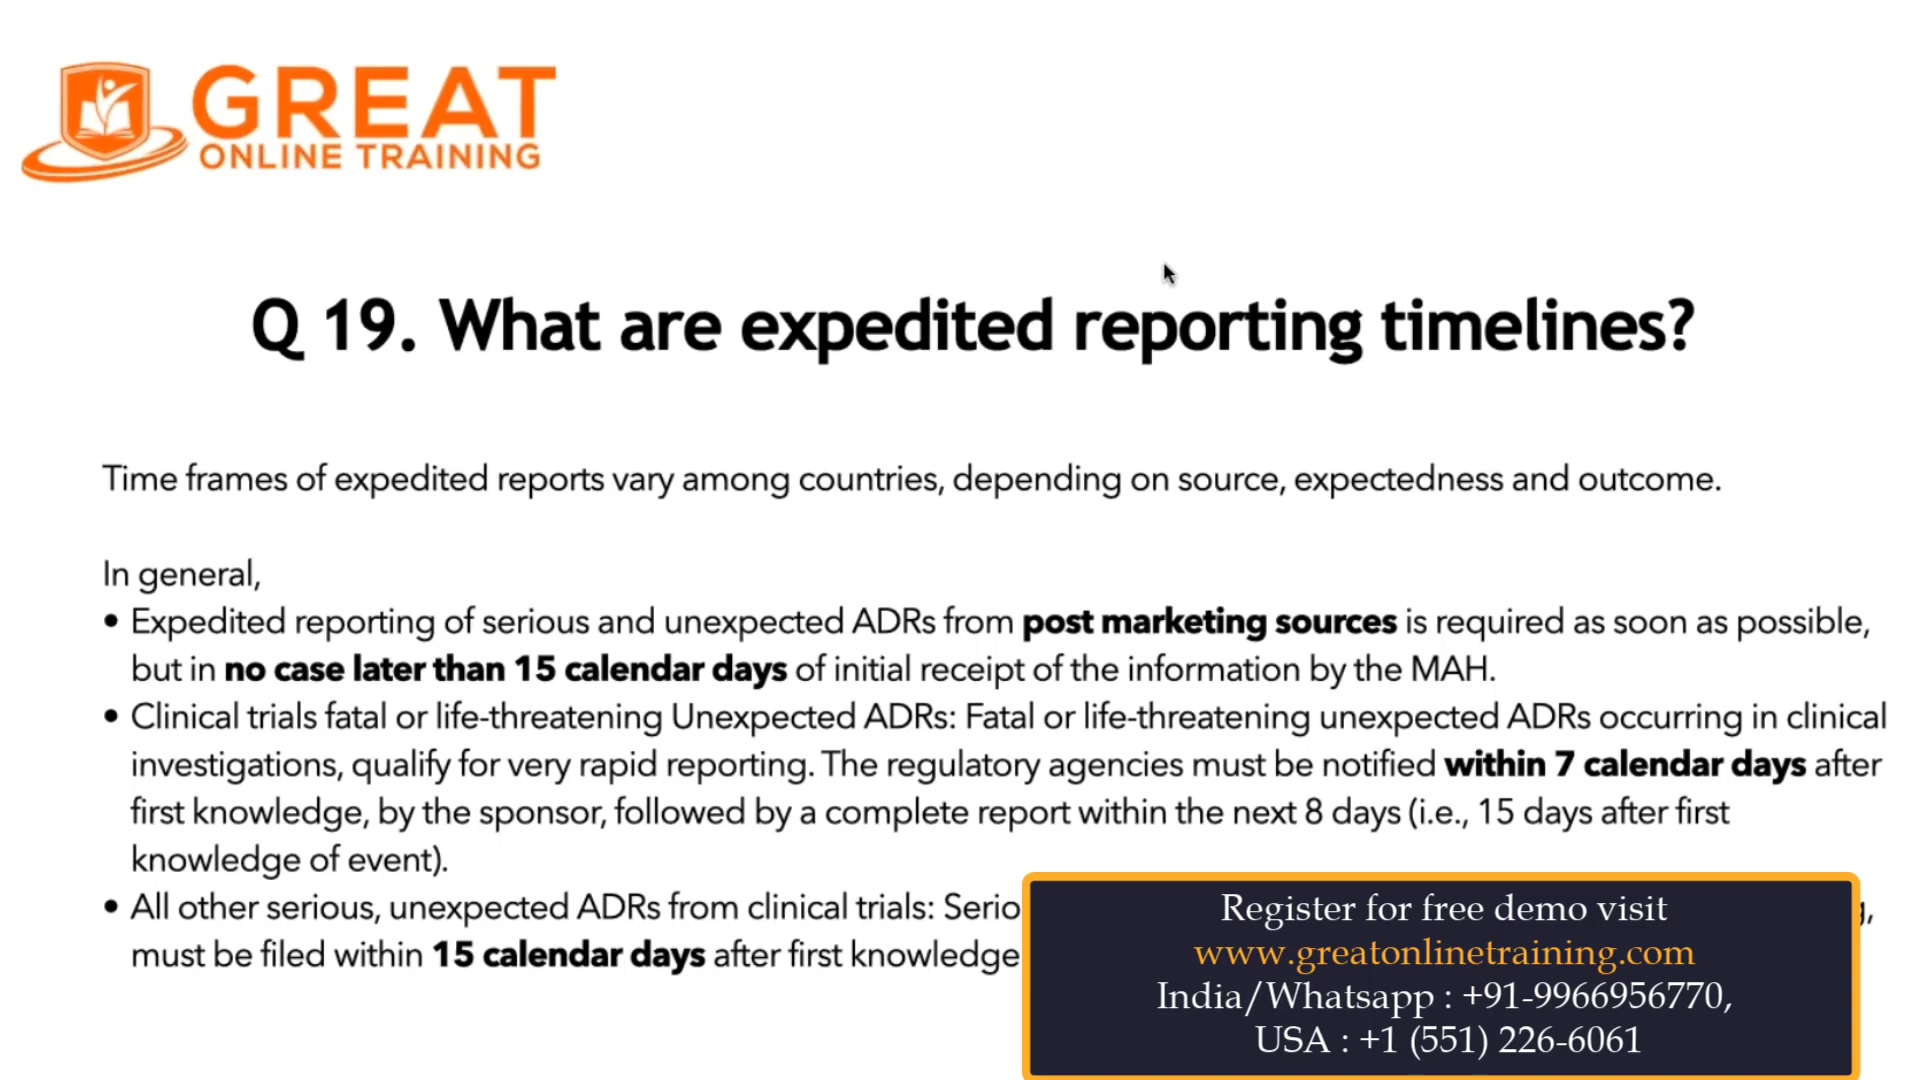 GREAT
ONLINE TRAINING
Q 19. What are expedited reporting timelines?
Time frames of expedited reports vary among countries, depending on source, expectedness and outcome.
In general,
• Expedited reporting of serious and unexpected ADRs from post marketing sources is required as soon as possible,
but in no case later than 15 calendar days of initial receipt of the information by the MAH.
• Clinical trials fatal or life-threatening Unexpected ADRs: Fatal or life-threatening unexpected ADRs occurring in clinical
investigations, qualify for very rapid reporting. The regulatory agencies must be notified within 7 calendar days after
first knowledge, by the sponsor, followed by a complete report within the next 8 days (i.e., 15 days after first
knowledge of event).
• All other serious, unexpected ADRs from clinical trials:
must be filed within 15 calendar days after first knowledge
Register for free demo visit
www.greatonlinetraining.com
India/Whatsapp : +91-9966956770,
USA : +1 (551) 226-6061